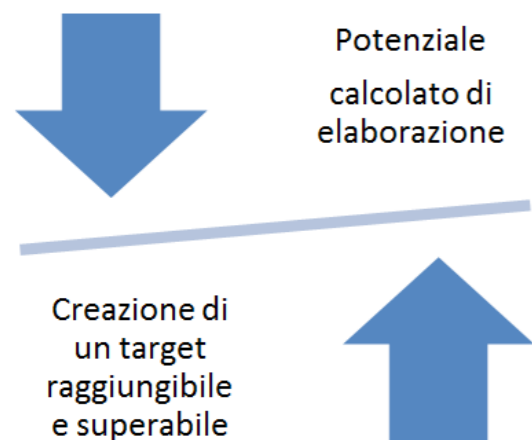 Potenziale
calcolato di
elaborazione
Creazione di
un target
raggiungibile
e superabile